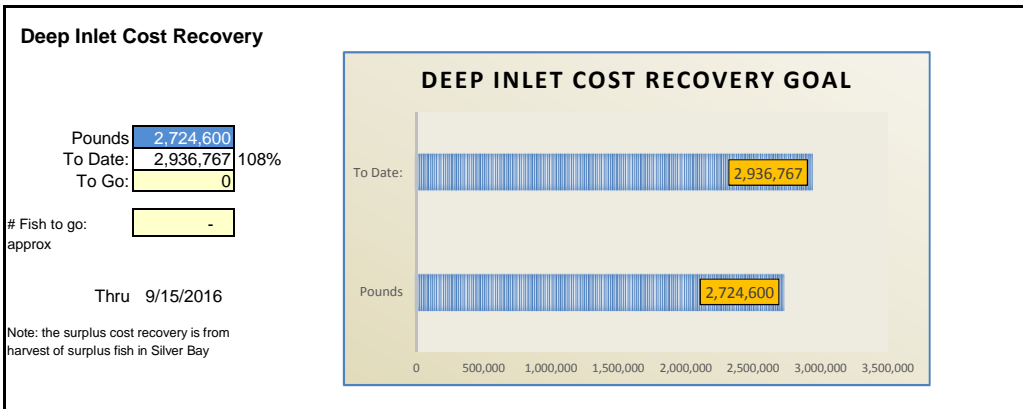 Deep Inlet Cost Recovery
Pounds 2,724,600
To Date: 2,936,767 108%
To Go: 0
# Fish to go: -
approx
Thru 9/15/2016
Note: the surplus cost recovery is from
harvest of surplus fish in Silver Bay
DEEP INLET COST RECOVERY GOAL
To Date: 2,936,767
Pounds 2,724,600
0 500,000 1,000,000 1,500,000 2,000,000 2,500,000 3,000,000 3,500,000